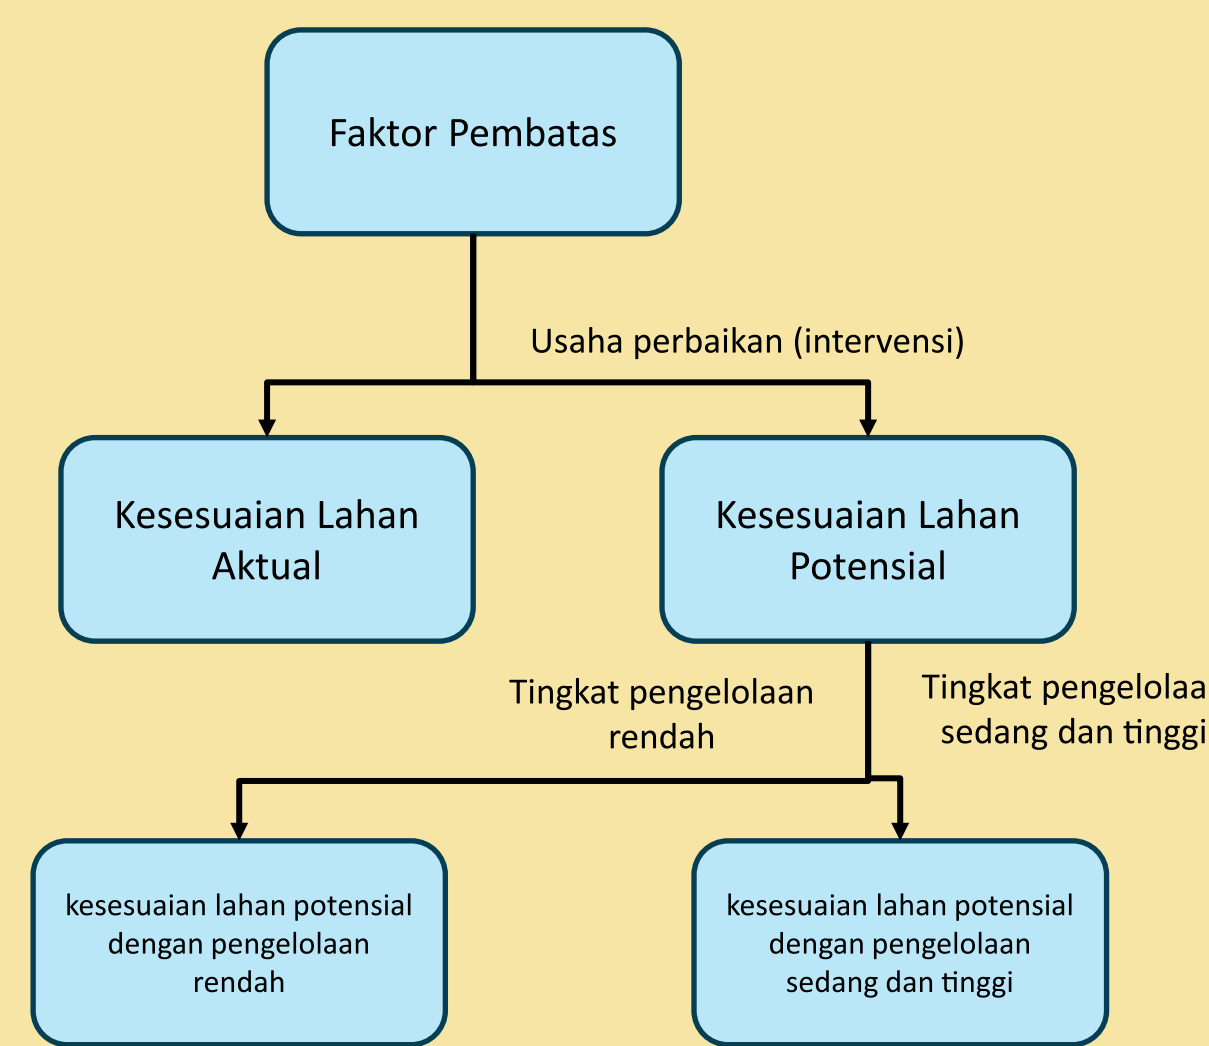 Faktor Pembatas
Usaha perbaikan (intervensi)
Kesesuaian Lahan
Aktual
Kesesuaian Lahan
Potensial
Tingkat pengelolaan
rendah
Tingkat pengelolaa
sedang dan tinggi
kesesuaian lahan potensial
dengan pengelolaan
rendah
kesesuaian lahan potensial
dengan pengelolaan
sedang dan tinggi